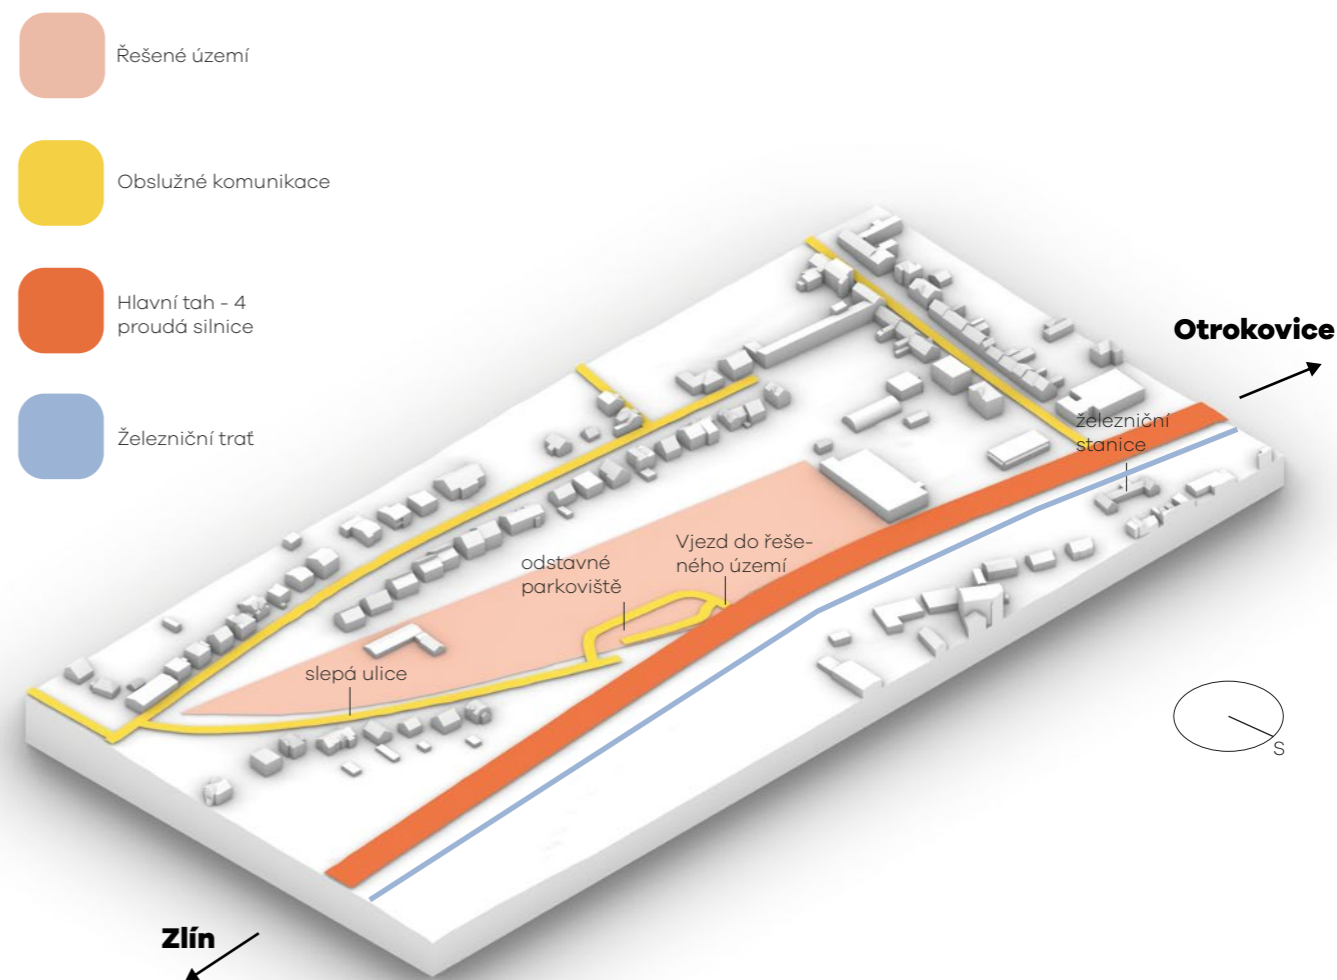 Řešené území
Obslužné komunikace
Hlavní tah - 4
proudá silnice
Železniční trať
Otrokovice
železniční
stanice
Vjezd do řeše-
ného území
odstavné
parkoviště
slepá ulice
S
Zlín